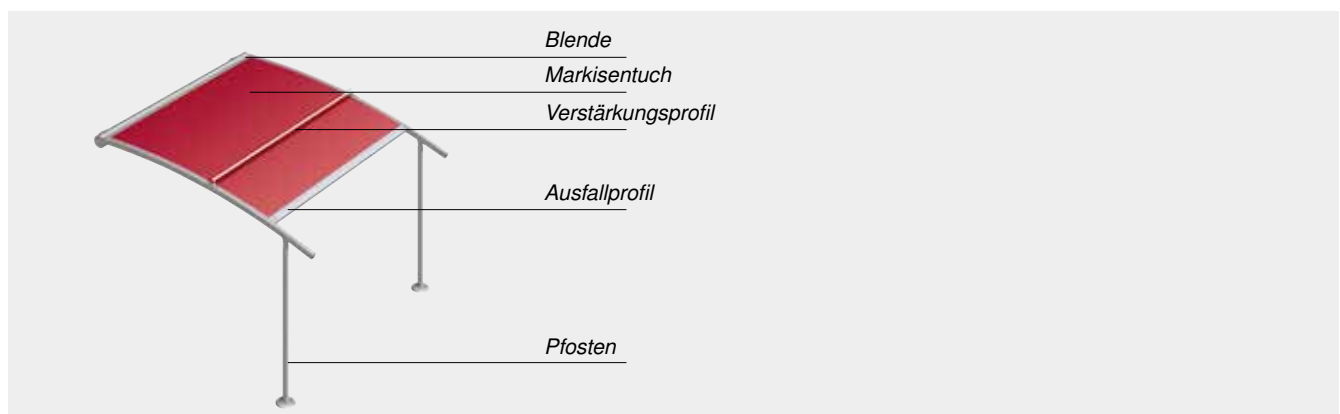 Blende
Markisentuch
Verstärkungsprofil
Ausfallprofil
Pfosten